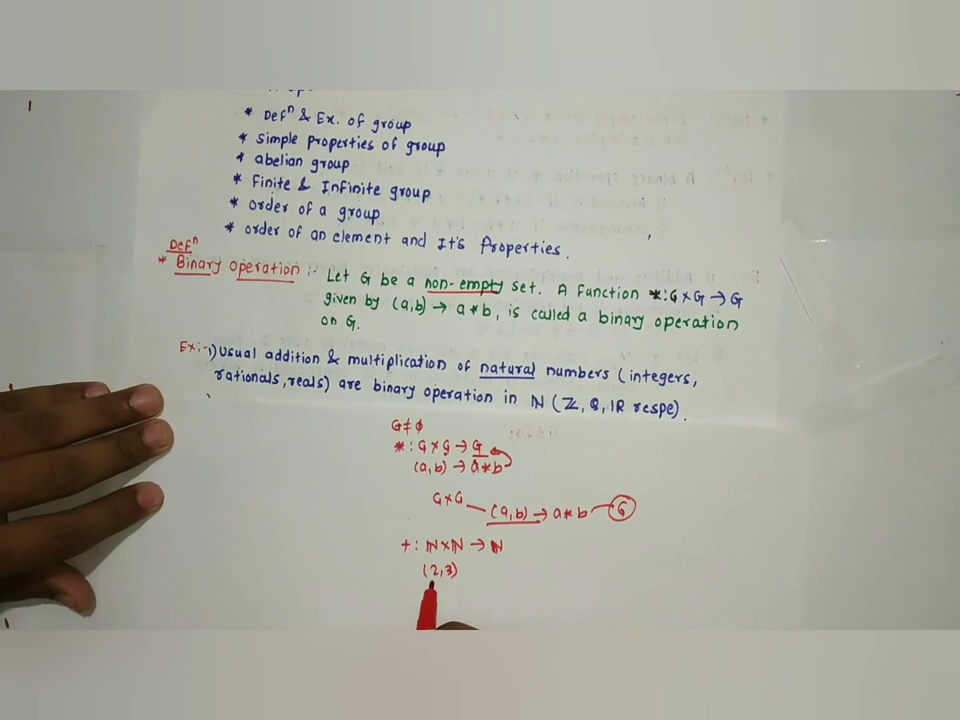 * Defⁿ & Ex. of group
* simple properties of group
* abelian group
* Finite & Infinite group
* order of a group
* order of an element and It's Properties.
Defⁿ
* Binary operation :- Let G be a non-empty set. A function *: G × G → G
given by (a,b) → a * b, is called a binary operation
on G.
Ex:- 1) Usual addition & multiplication of natural numbers (integers,
rationals, reals) are binary operation in ℕ (ℤ, ℚ, ℝ respe).
G ≠ ϕ
* : G × G → G
(a,b) → a * b
G × G — (a,b) → a * b — G
+ : ℕ × ℕ → ℕ
(2,3)